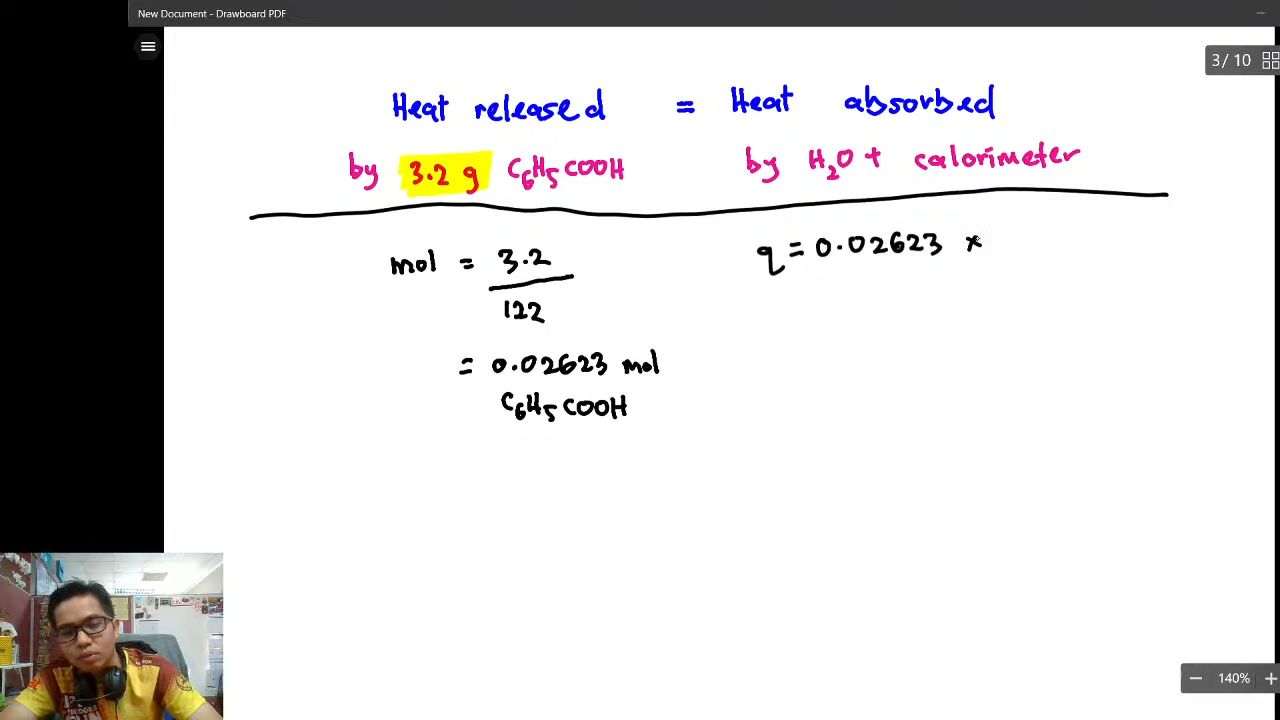 New Document - Drawboard PDF
3 / 10
Heat released = Heat absorbed
by 3.2 g C₆H₅COOH by H₂O + calorimeter
mol = 3.2
122
= 0.02623 mol
C₆H₅COOH
q = 0.02623 ×
140%